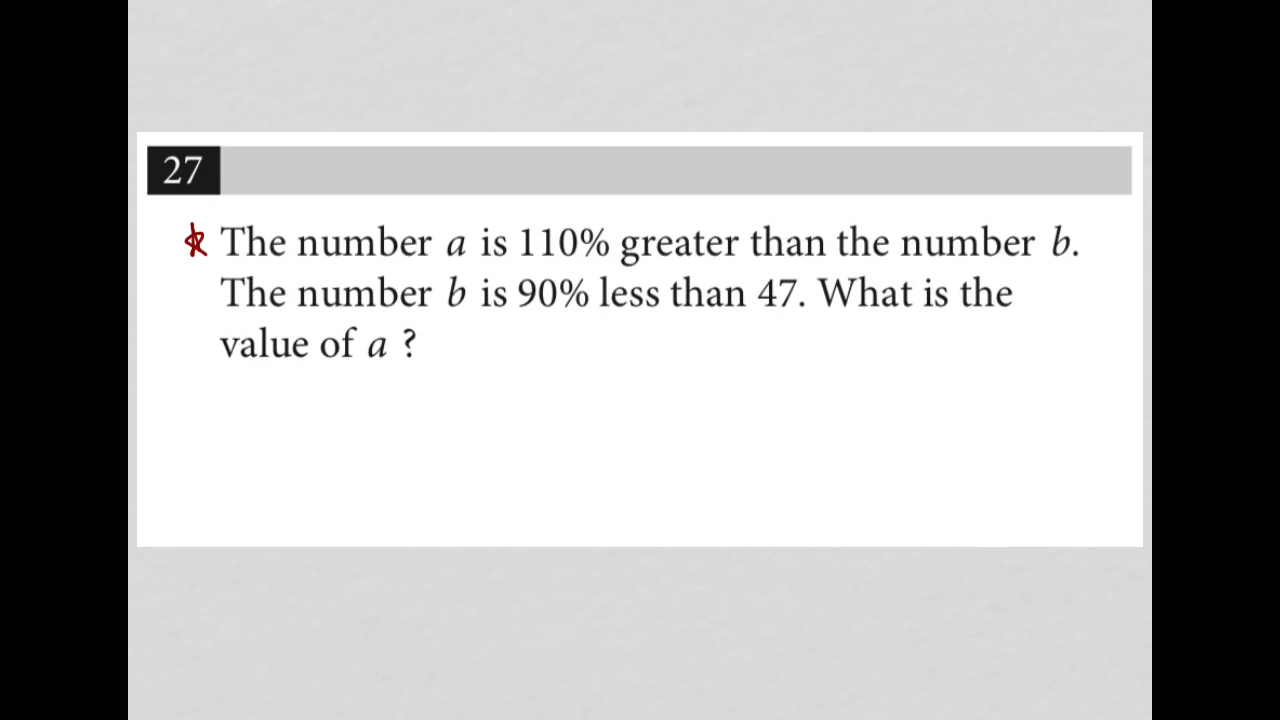 27
The number a is 110% greater than the number b.
The number b is 90% less than 47. What is the
value of a ?